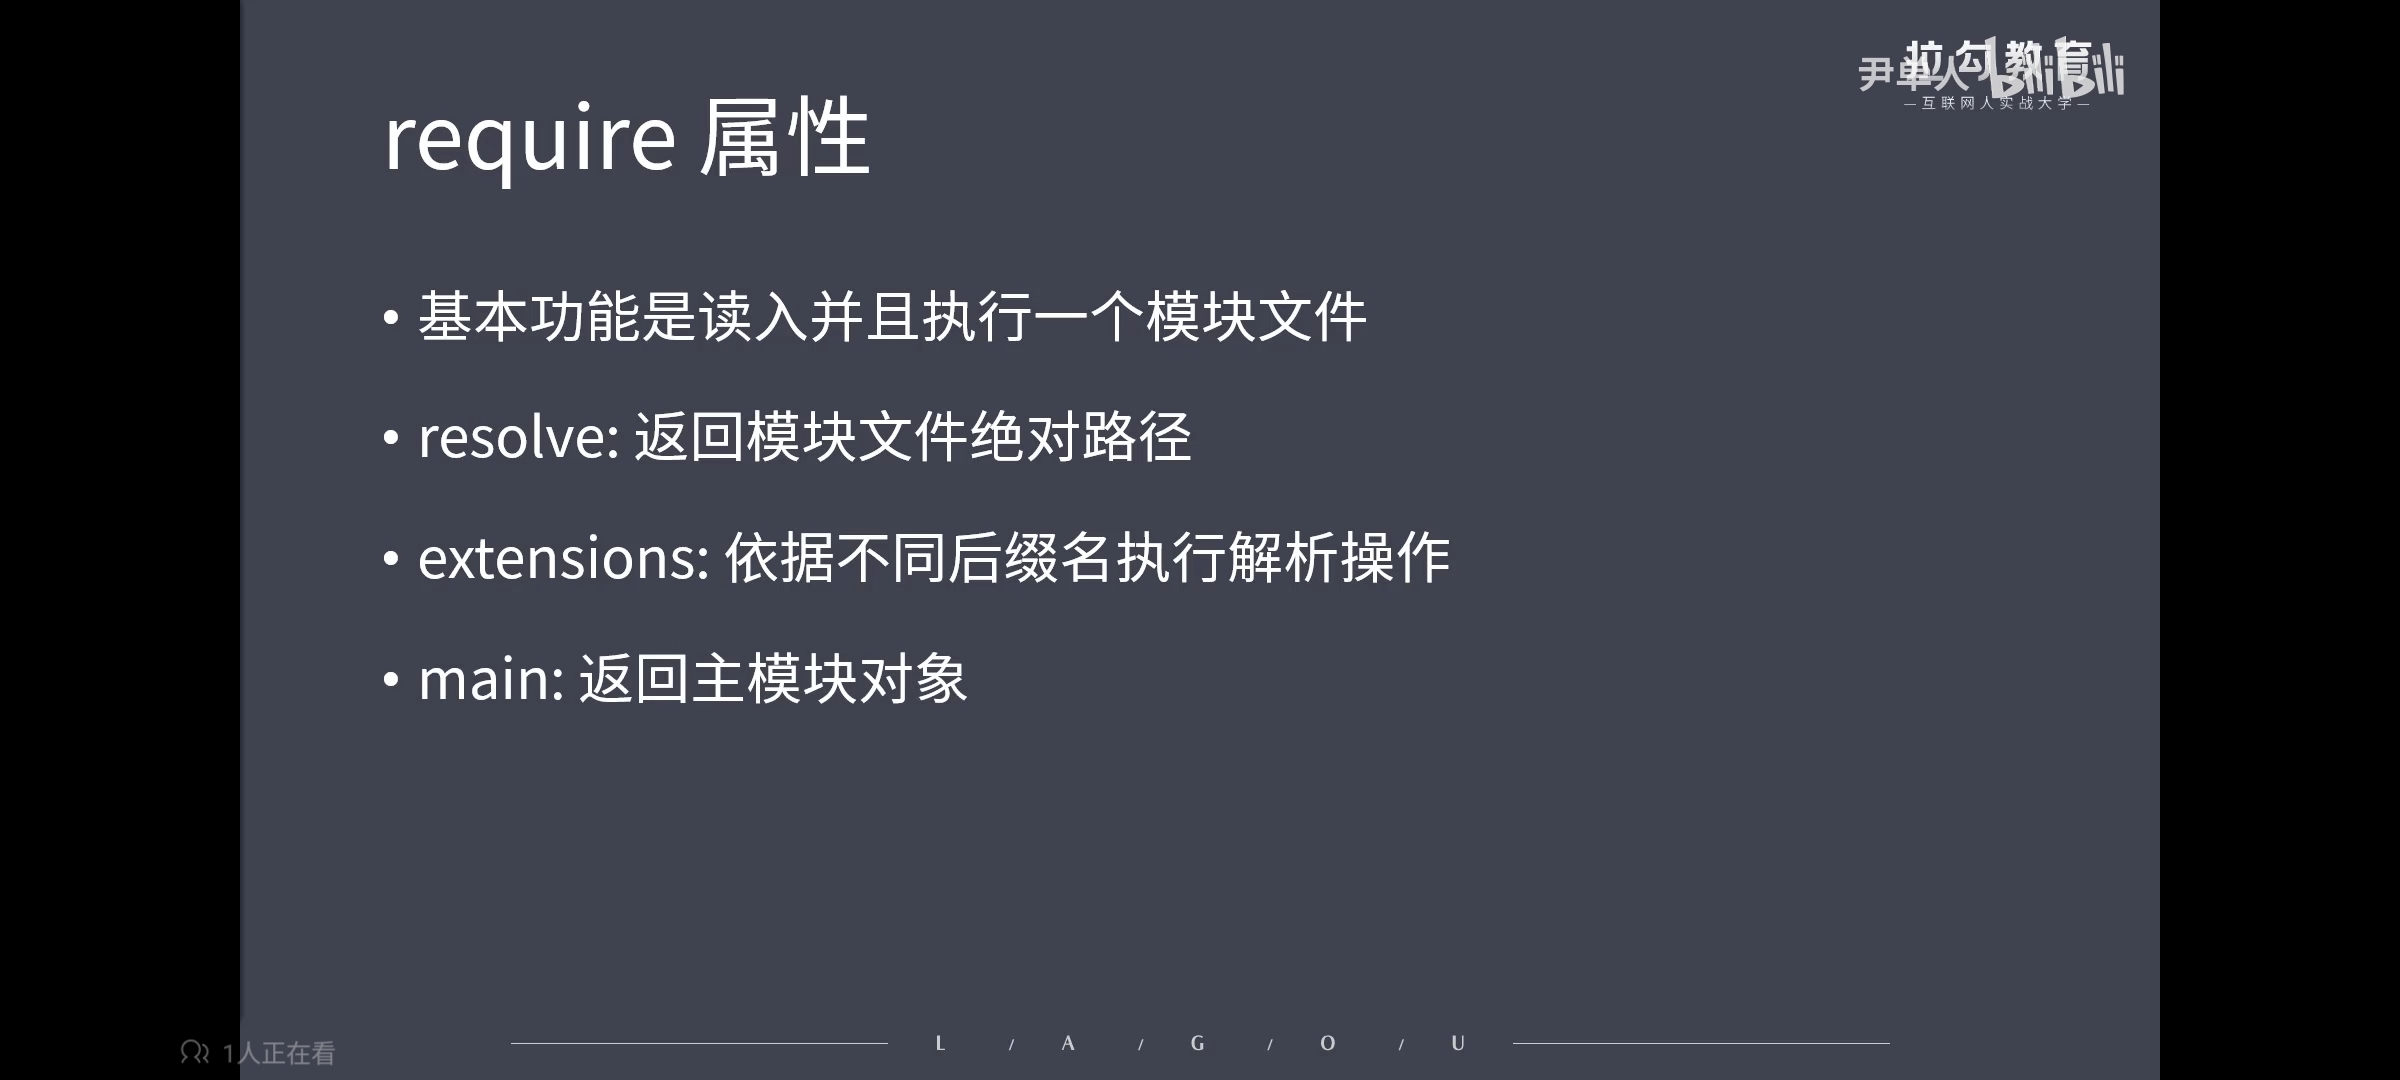 拉勾教育
尹单人
bilibili
—互联网人实战大学—
require 属性
• 基本功能是读入并且执行一个模块文件
• resolve: 返回模块文件绝对路径
• extensions: 依据不同后缀名执行解析操作
• main: 返回主模块对象
1人正在看
L / A / G / O / U